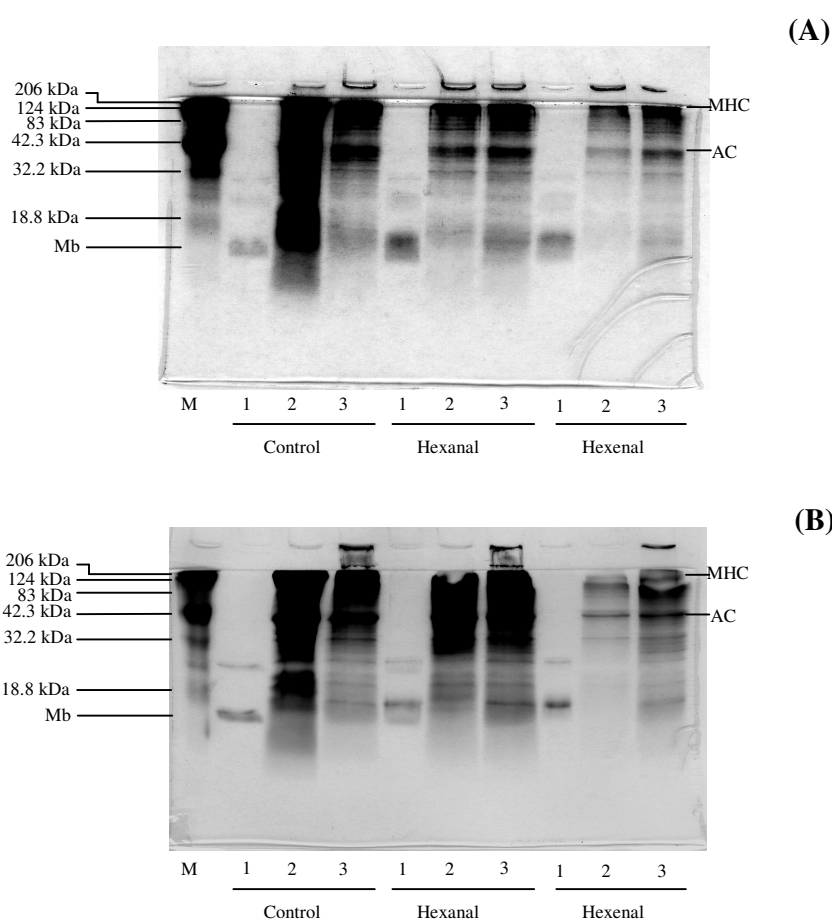 (A)
206 kDa
124 kDa
83 kDa
42.3 kDa
32.2 kDa
18.8 kDa
Mb
MHC
AC
M 1 2 3 1 2 3 1 2 3
Control Hexanal Hexenal
(B)
206 kDa
124 kDa
83 kDa
42.3 kDa
32.2 kDa
18.8 kDa
Mb
MHC
AC
M 1 2 3 1 2 3 1 2 3
Control Hexanal Hexenal